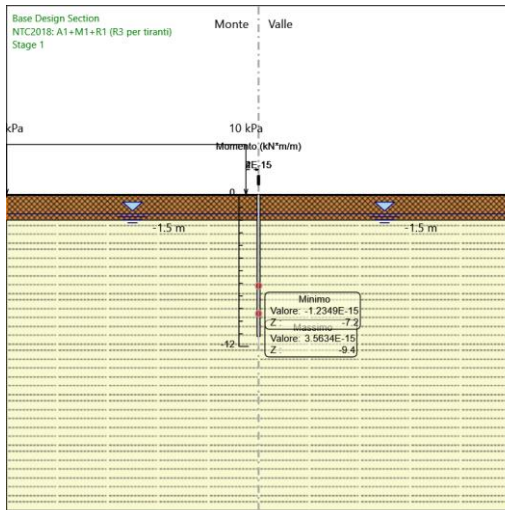 Base Design Section
NTC2018: A1+M1+R1 (R3 per tiranti)
Stage 1
Monte
Valle
kPa
10 kPa
Momento (kN*m/m)
E-15
0
-1.5 m
-1.5 m
Minimo
Valore: -1.2349E-15
Z : -7.2
Massimo
Valore: 3.5634E-15
Z : -9.4
-12